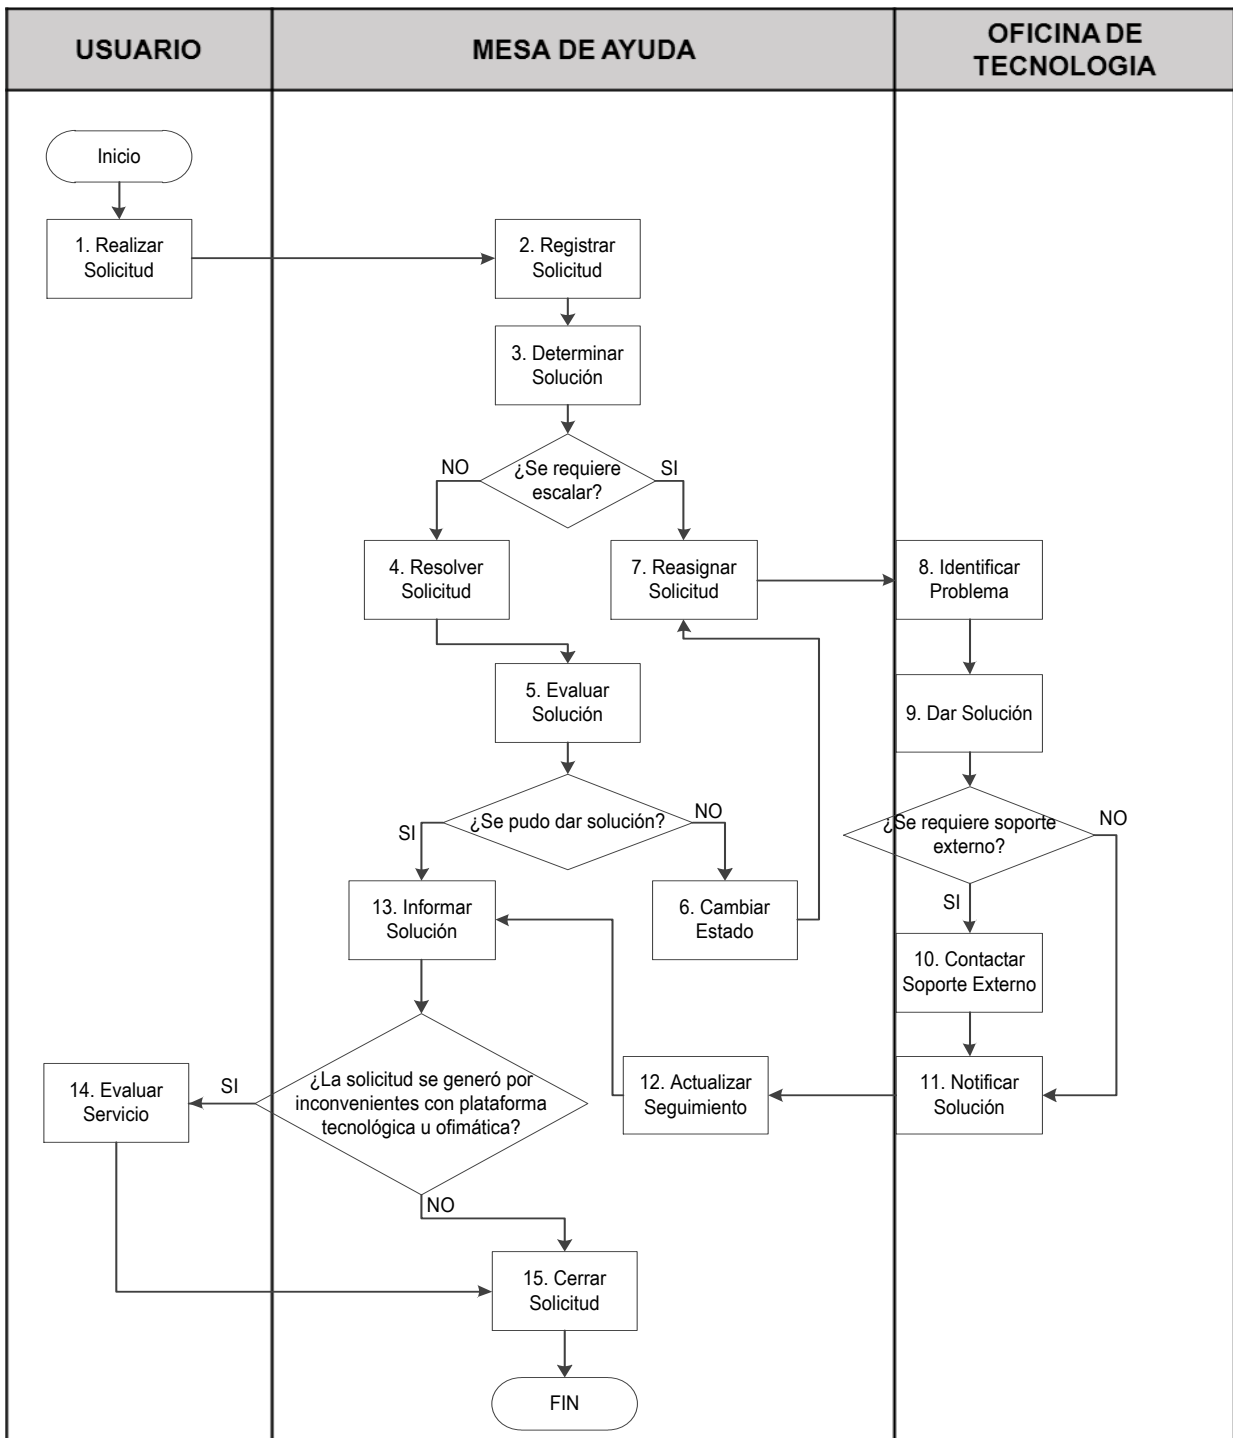 USUARIO
MESA DE AYUDA
OFICINA DE
TECNOLOGIA
Inicio
1. Realizar
Solicitud
2. Registrar
Solicitud
3. Determinar
Solución
¿Se requiere
escalar?
NO
SI
4. Resolver
Solicitud
7. Reasignar
Solicitud
8. Identificar
Problema
5. Evaluar
Solución
9. Dar Solución
¿Se pudo dar solución?
SI
NO
¿Se requiere soporte
externo?
NO
SI
13. Informar
Solución
6. Cambiar
Estado
10. Contactar
Soporte Externo
14. Evaluar
Servicio
SI
¿La solicitud se generó por
inconvenientes con plataforma
tecnológica u ofimática?
12. Actualizar
Seguimiento
11. Notificar
Solución
NO
15. Cerrar
Solicitud
FIN